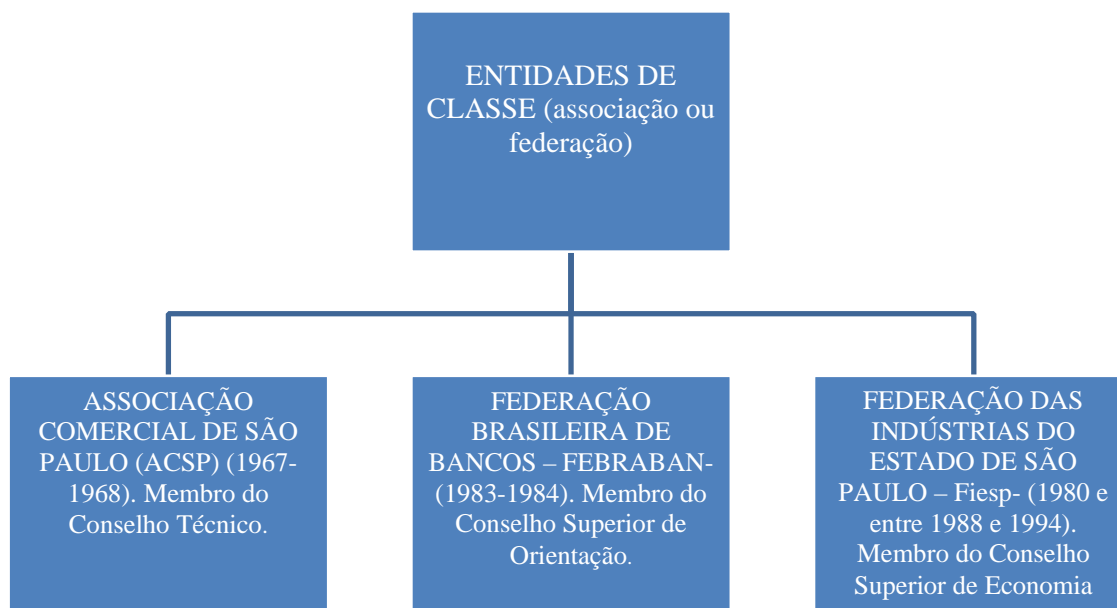 ENTIDADES DE
CLASSE (associação ou
federação)
ASSOCIAÇÃO
COMERCIAL DE SÃO
PAULO (ACSP) (1967-
1968). Membro do
Conselho Técnico.
FEDERAÇÃO
BRASILEIRA DE
BANCOS – FEBRABAN-
(1983-1984). Membro do
Conselho Superior de
Orientação.
FEDERAÇÃO DAS
INDÚSTRIAS DO
ESTADO DE SÃO
PAULO – Fiesp- (1980 e
entre 1988 e 1994).
Membro do Conselho
Superior de Economia